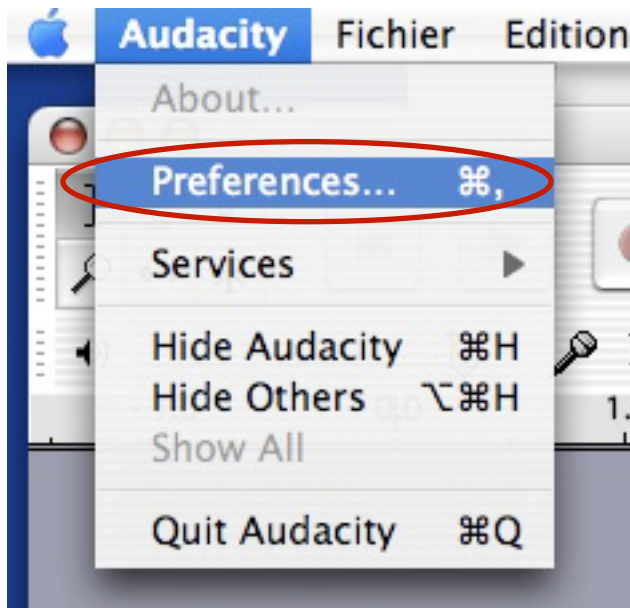 Audacity Fichier Edition
About...
Preferences... ⌘,
Services
Hide Audacity ⌘H
Hide Others ⌥⌘H
Show All
Quit Audacity ⌘Q